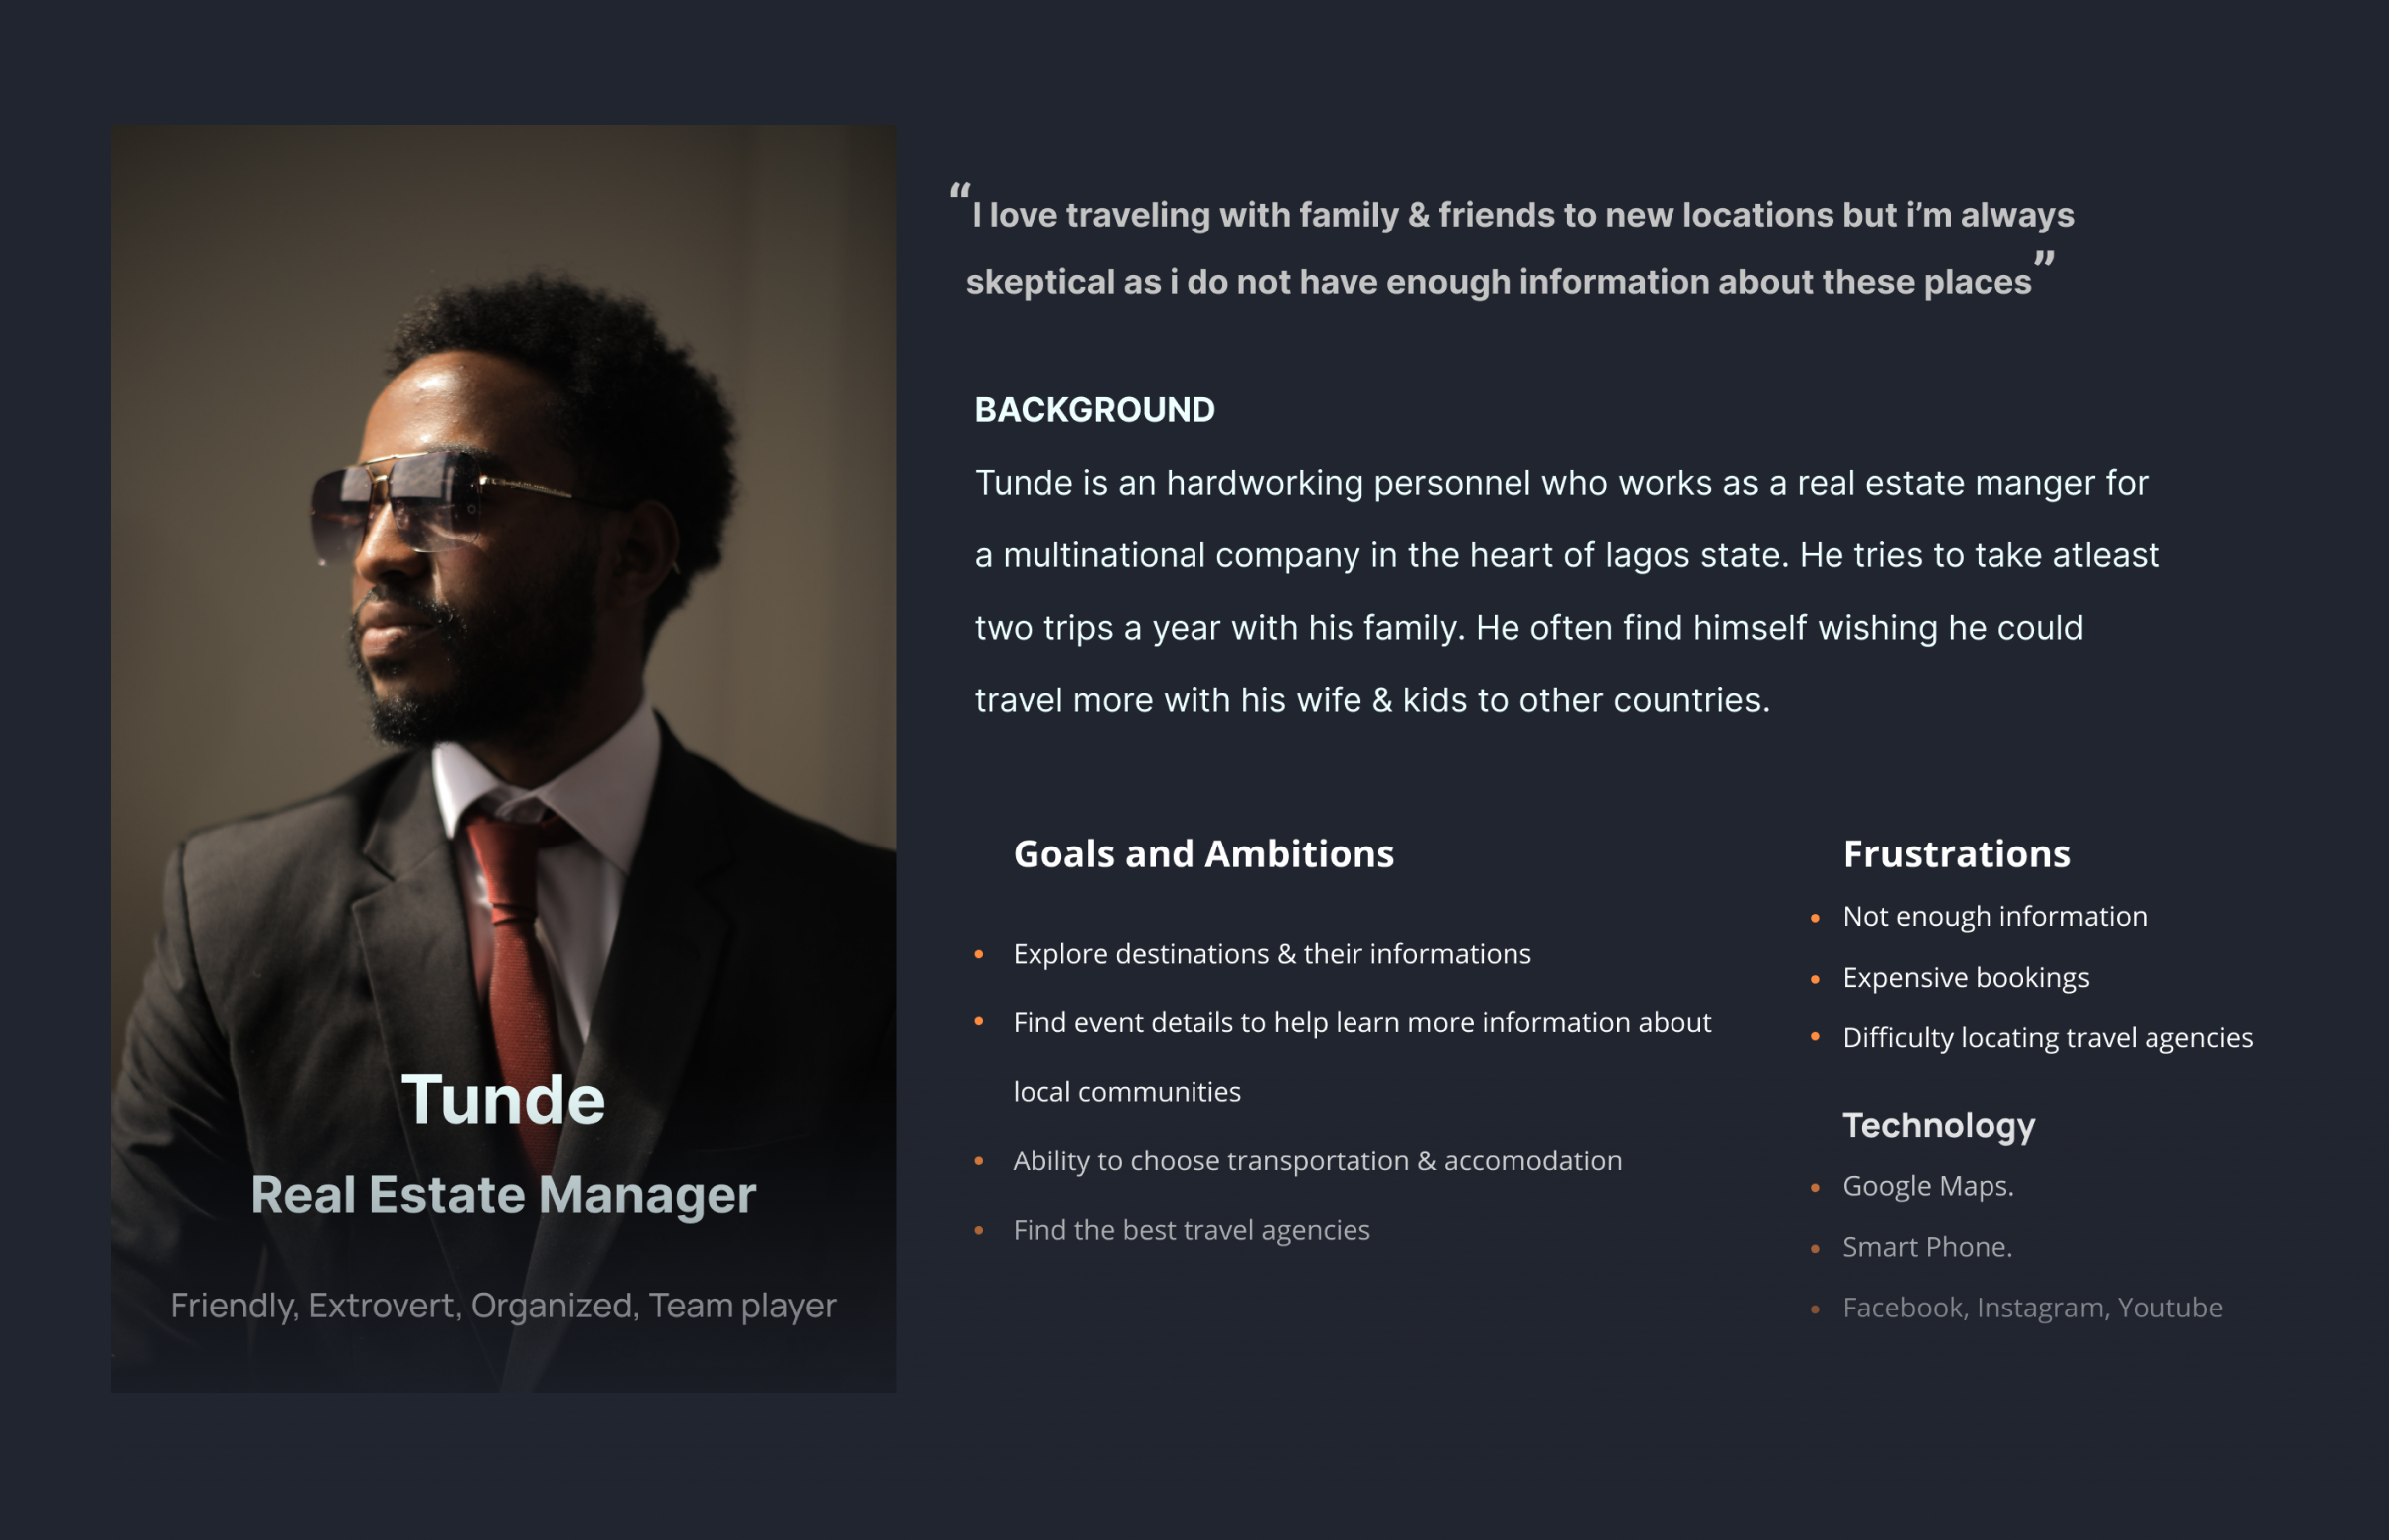 “I love traveling with family & friends to new locations but i’m always
skeptical as i do not have enough information about these places”
BACKGROUND
Tunde is an hardworking personnel who works as a real estate manger for
a multinational company in the heart of lagos state. He tries to take atleast
two trips a year with his family. He often find himself wishing he could
travel more with his wife & kids to other countries.
Tunde
Real Estate Manager
Friendly, Extrovert, Organized, Team player
Goals and Ambitions
Explore destinations & their informations
Find event details to help learn more information about
local communities
Ability to choose transportation & accomodation
Find the best travel agencies
Frustrations
Not enough information
Expensive bookings
Difficulty locating travel agencies
Technology
Google Maps.
Smart Phone.
Facebook, Instagram, Youtube